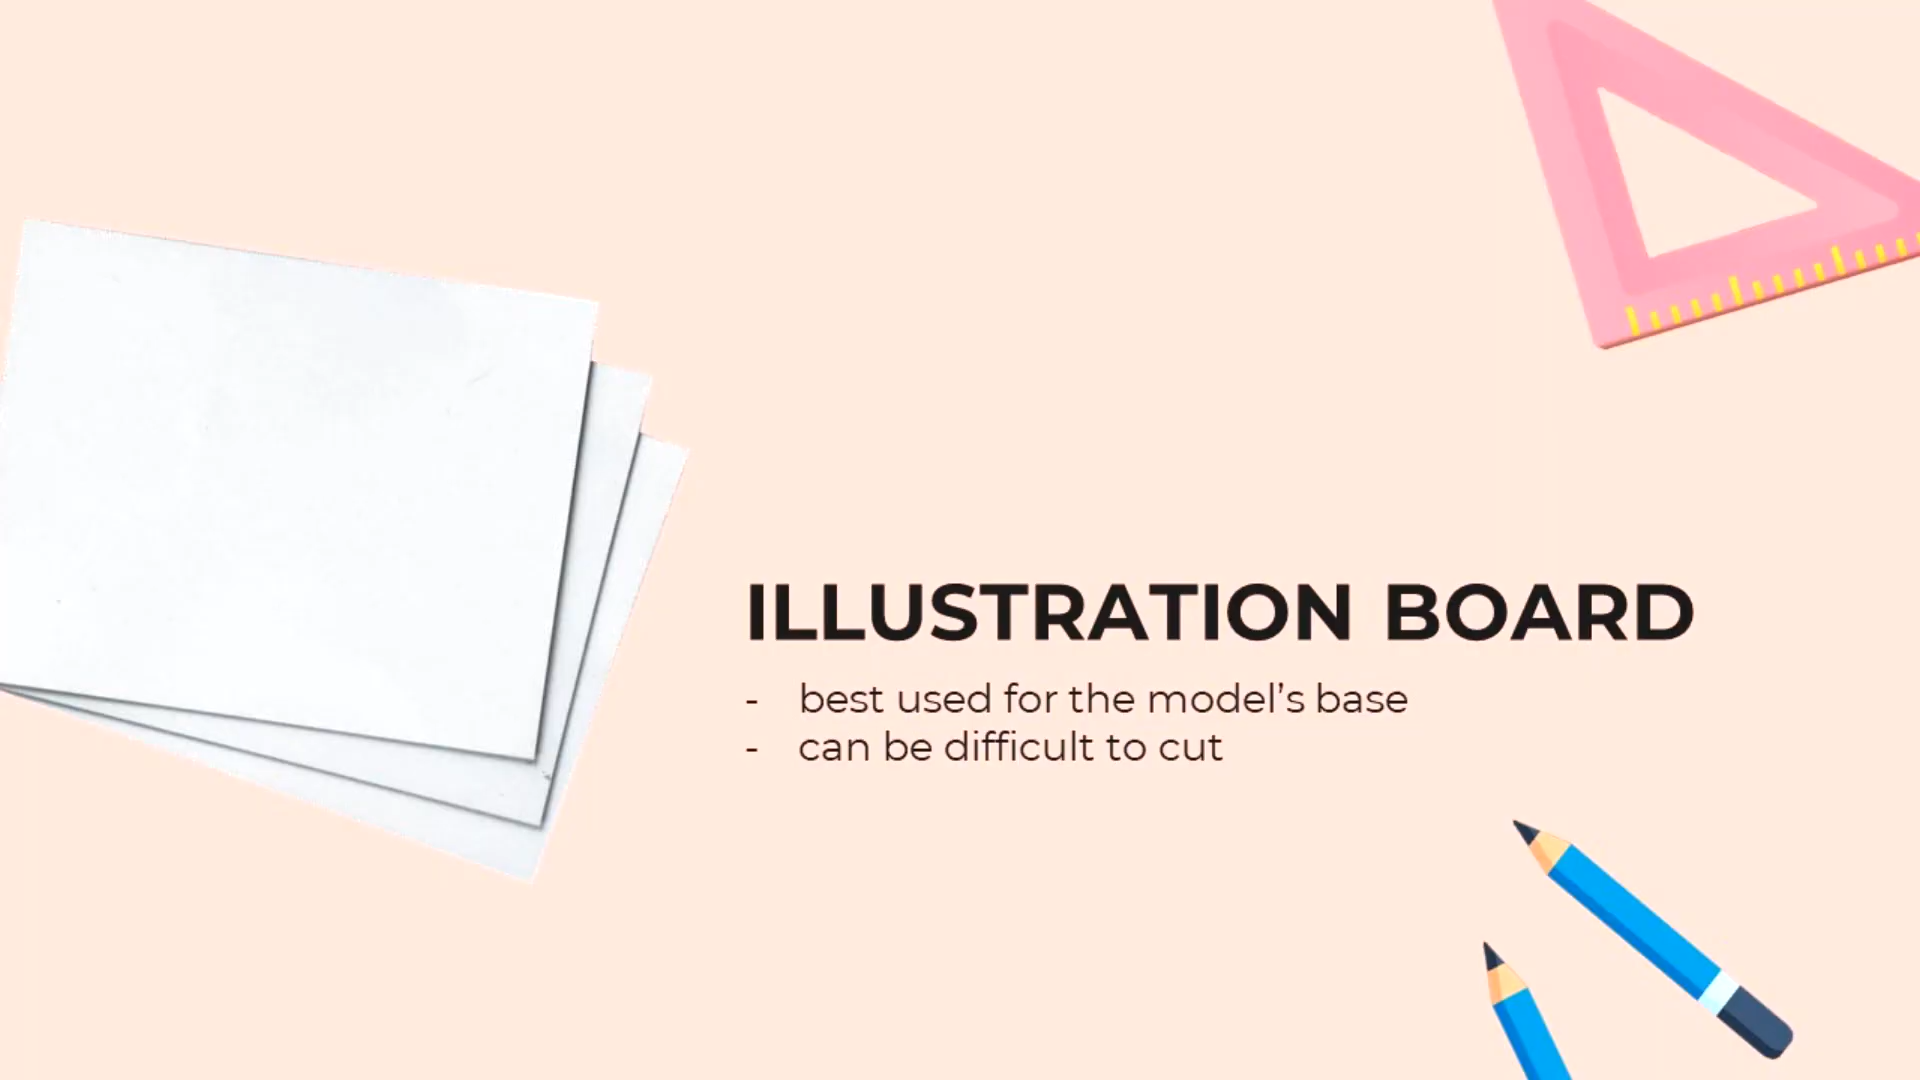 ILLUSTRATION BOARD
- best used for the model’s base
- can be difficult to cut